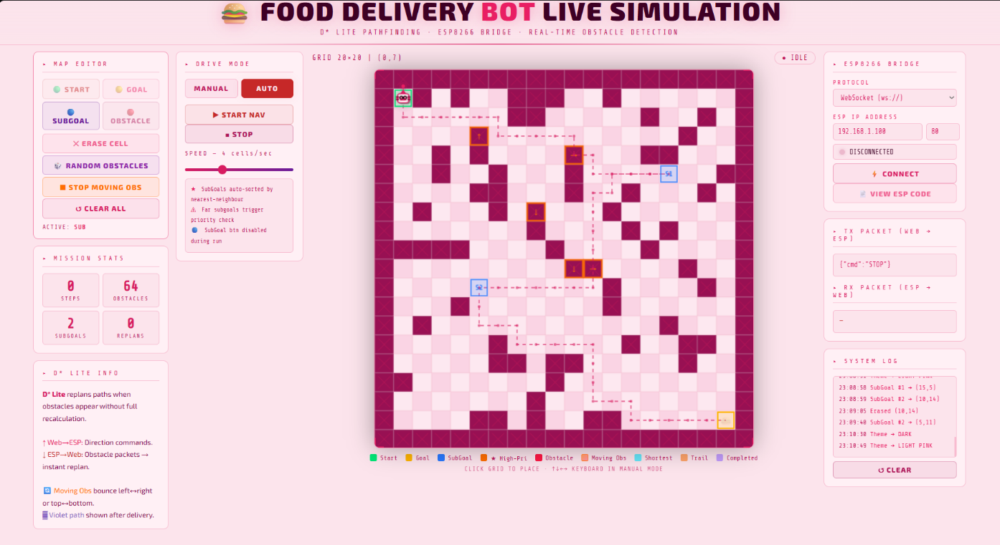 FOOD DELIVERY BOT LIVE SIMULATION
D* LITE PATHFINDING · ESP8266 BRIDGE · REAL-TIME OBSTACLE DETECTION
▸ MAP EDITOR
START
GOAL
SUBGOAL
OBSTACLE
✕ ERASE CELL
RANDOM OBSTACLES
■ STOP MOVING OBS
↺ CLEAR ALL
ACTIVE: SUB
▸ MISSION STATS
0
STEPS
64
OBSTACLES
2
SUBGOALS
0
REPLANS
▸ D* LITE INFO
D* Lite replans paths when
obstacles appear without full
recalculation.
↑ Web→ESP: Direction commands.
↓ ESP→Web: Obstacle packets →
instant replan.
Moving Obs bounce left↔right
or top↔bottom.
Violet path shown after delivery.
▸ DRIVE MODE
MANUAL
AUTO
▶ START NAV
■ STOP
SPEED — 4 cells/sec
★ SubGoals auto-sorted by
nearest-neighbour
⚠ Far subgoals trigger
priority check
SubGoal btn disabled
during run
GRID 20×20 | (0,7)
● IDLE
S1
S2
Start
Goal
SubGoal
★ High-Pri
Obstacle
Moving Obs
Shortest
Trail
Completed
CLICK GRID TO PLACE · ↑↓←→ KEYBOARD IN MANUAL MODE
▸ ESP8266 BRIDGE
PROTOCOL
WebSocket (ws://)
ESP IP ADDRESS
192.168.1.100
80
DISCONNECTED
⚡ CONNECT
VIEW ESP CODE
▸ TX PACKET (WEB →
ESP)
{"cmd":"STOP"}
▸ RX PACKET (ESP →
WEB)
—
▸ SYSTEM LOG
23:08:58 SubGoal #1 → (15,5)
23:08:59 SubGoal #2 → (10,14)
23:09:05 Erased (10,14)
23:09:40 SubGoal #2 → (5,11)
23:10:30 Theme → DARK
23:10:49 Theme → LIGHT PINK
↺ CLEAR